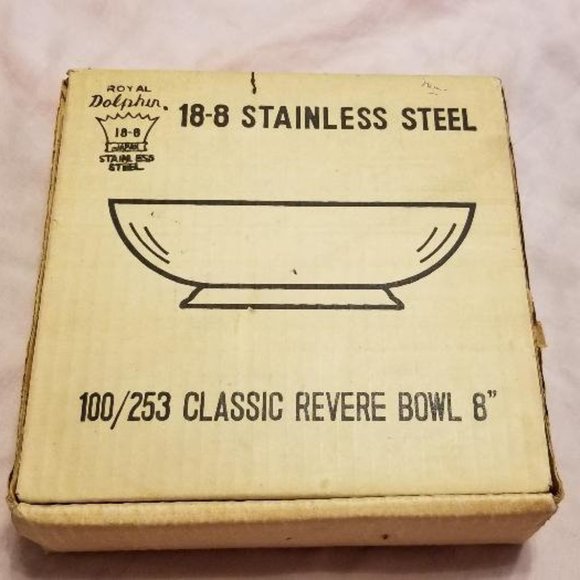 ROYAL
Dolphin.
18-8
JAPAN
STAINLESS
STEEL
18-8 STAINLESS STEEL
100/253 CLASSIC REVERE BOWL 8"